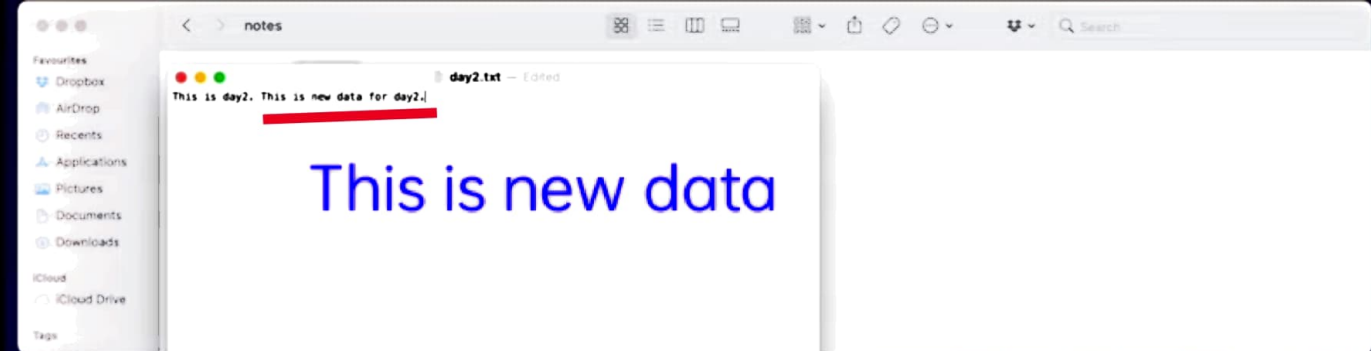 notes
Search
Favourites
Dropbox
AirDrop
Recents
Applications
Pictures
Documents
Downloads
iCloud
iCloud Drive
Tags
day2.txt — Edited
This is day2. This is new data for day2.
This is new data